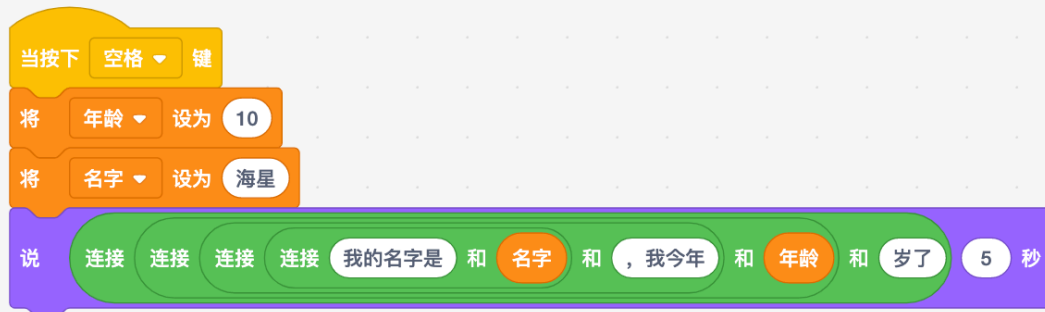 当按下 空格 键
将 年龄 设为 10
将 名字 设为 海星
说 连接 连接 连接 连接 我的名字是 和 名字 和 ，我今年 和 年龄 和 岁了 5 秒